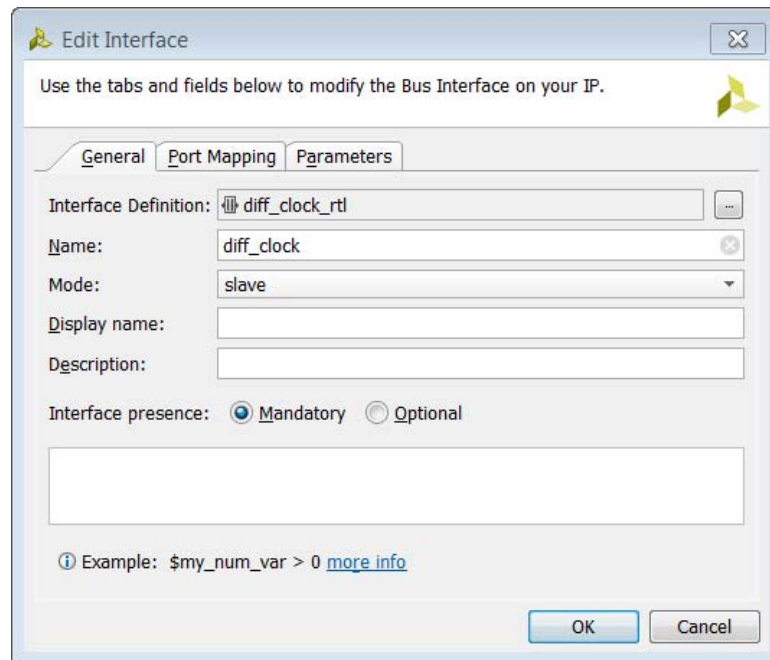 Edit Interface
Use the tabs and fields below to modify the Bus Interface on your IP.
General Port Mapping Parameters
Interface Definition: diff_clock_rtl ...
Name: diff_clock
Mode: slave
Display name:
Description:
Interface presence: Mandatory Optional
Example: $my_num_var > 0 more info
OK Cancel